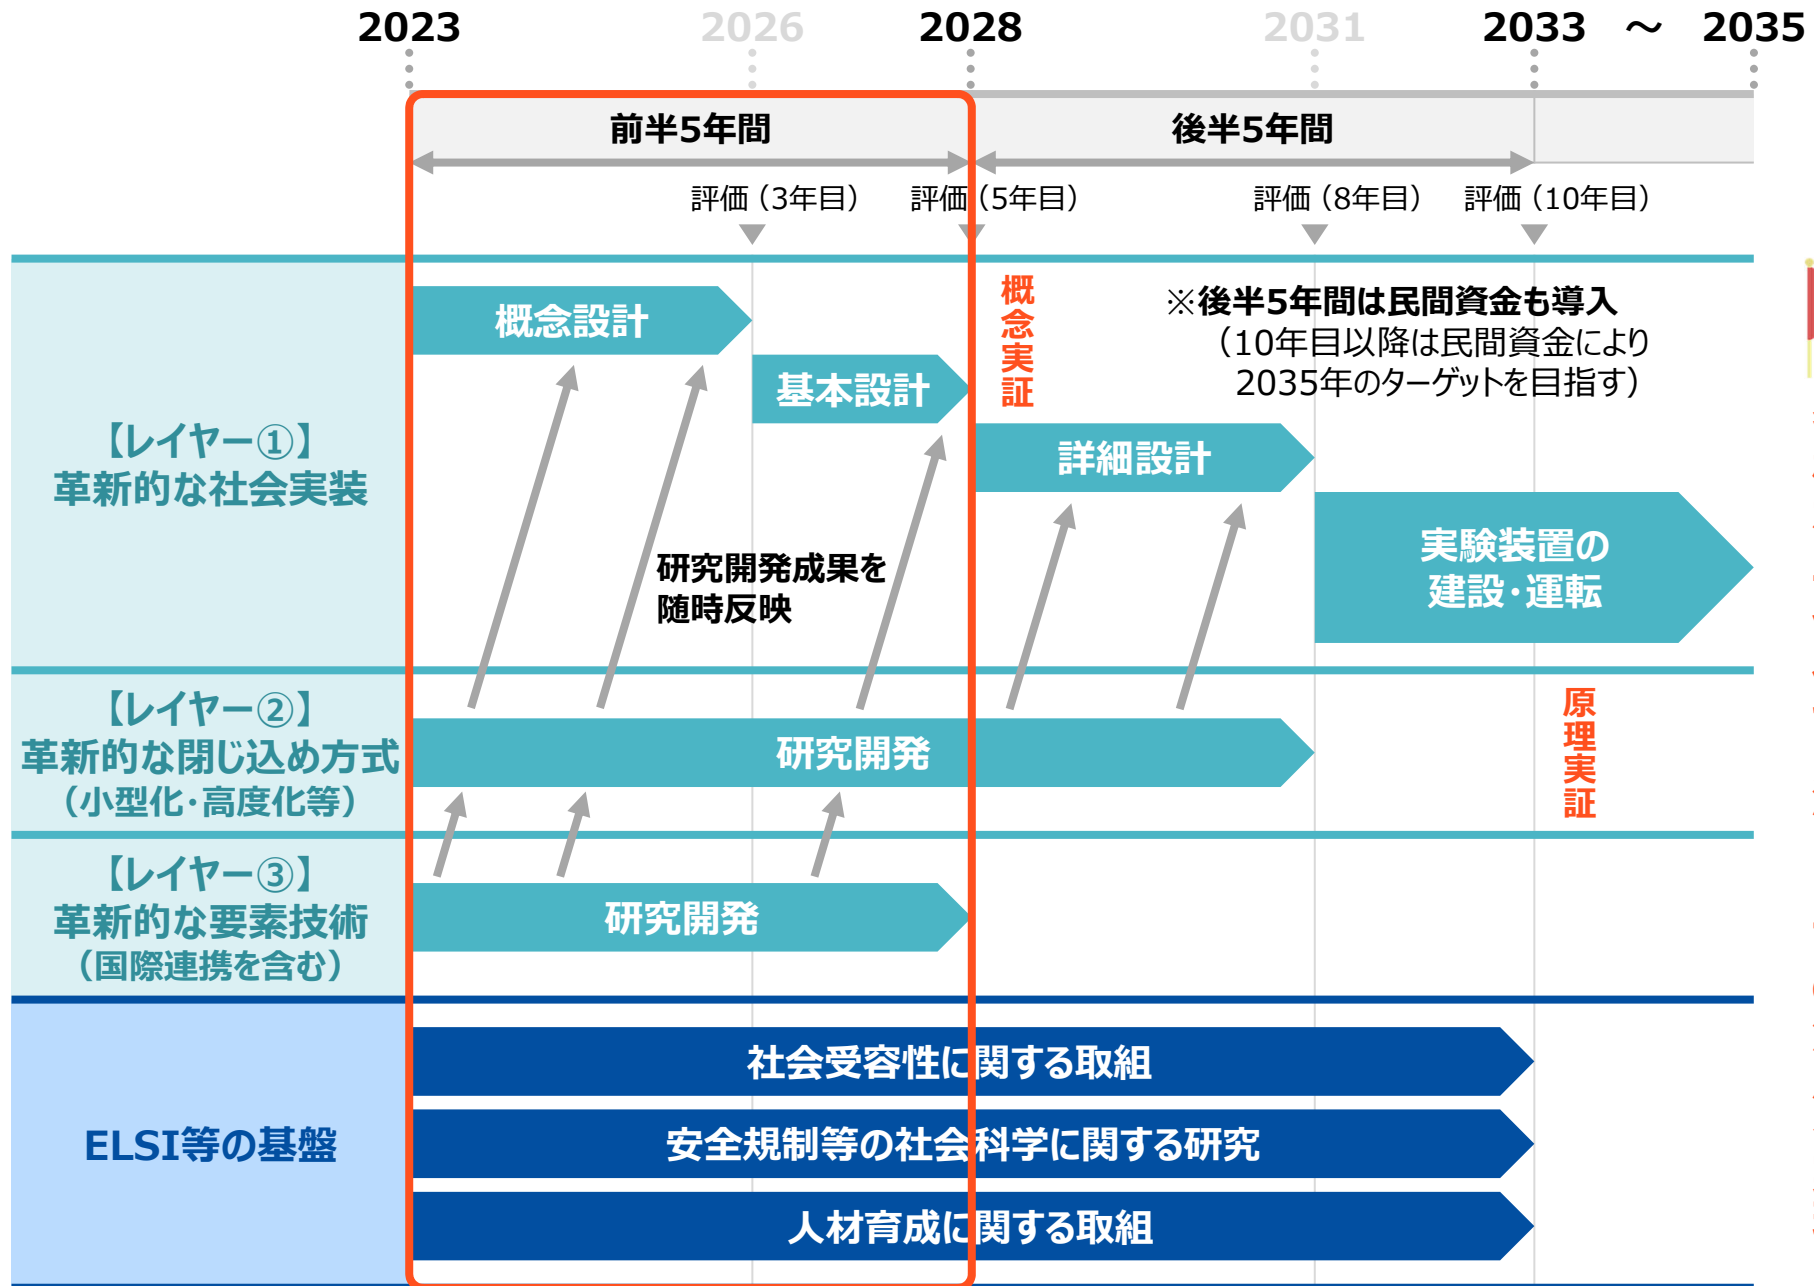 2023 2026 2028 2031 2033 ～ 2035
前半5年間
後半5年間
評価（3年目）
評価（5年目）
評価（8年目）
評価（10年目）
【レイヤー①】
革新的な社会実装
概念設計
基本設計
概念実証
※後半5年間は民間資金も導入
（10年目以降は民間資金により
2035年のターゲットを目指す）
詳細設計
実験装置の
建設・運転
研究開発成果を
随時反映
【レイヤー②】
革新的な閉じ込め方式
（小型化・高度化等）
研究開発
原理実証
【レイヤー③】
革新的な要素技術
（国際連携を含む）
研究開発
ELSI等の基盤
社会受容性に関する取組
安全規制等の社会科学に関する研究
人材育成に関する取組